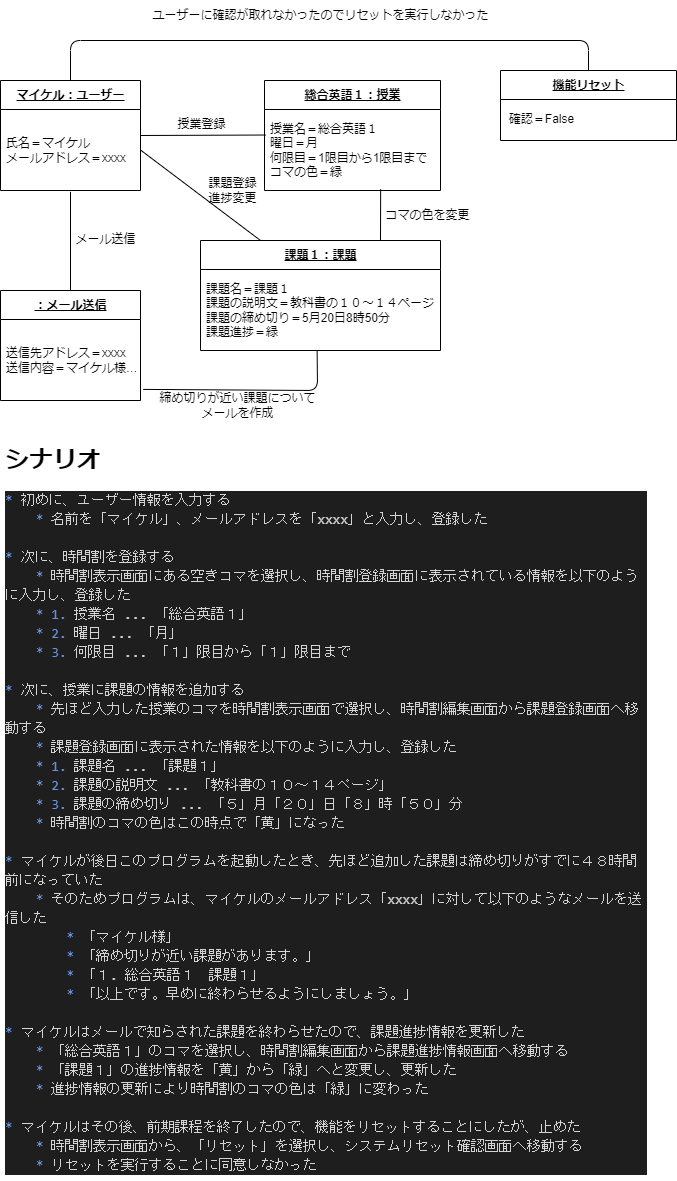 ユーザーに確認が取れなかったのでリセットを実行しなかった
マイケル：ユーザー
氏名＝マイケル
メールアドレス＝xxxx
授業登録
総合英語１：授業
授業名＝総合英語１
曜日＝月
何限目＝1限目から1限目まで
コマの色＝緑
機能リセット
確認＝False
課題登録
進捗変更
コマの色を変更
メール送信
課題１：課題
課題名＝課題１
課題の説明文＝教科書の１０～１４ページ
課題の締め切り＝5月20日8時50分
課題進捗＝緑
：メール送信
送信先アドレス＝xxxx
送信内容＝マイケル様...
締め切りが近い課題について
メールを作成
シナリオ
* 初めに、ユーザー情報を入力する
* 名前を「マイケル」、メールアドレスを「xxxx」と入力し、登録した
* 次に、時間割を登録する
* 時間割表示画面にある空きコマを選択し、時間割登録画面に表示されている情報を以下のよう
に入力し、登録した
* 1. 授業名 ... 「総合英語１」
* 2. 曜日 ... 「月」
* 3. 何限目 ... 「１」限目から「１」限目まで
* 次に、授業に課題の情報を追加する
* 先ほど入力した授業のコマを時間割表示画面で選択し、時間割編集画面から課題登録画面へ移
動する
* 課題登録画面に表示された情報を以下のように入力し、登録した
* 1. 課題名 ... 「課題１」
* 2. 課題の説明文 ... 「教科書の１０～１４ページ」
* 3. 課題の締め切り ... 「５」月「２０」日「８」時「５０」分
* 時間割のコマの色はこの時点で「黄」になった
* マイケルが後日このプログラムを起動したとき、先ほど追加した課題は締め切りがすでに４８時間
前になっていた
* そのためプログラムは、マイケルのメールアドレス「xxxx」に対して以下のようなメールを送
信した
* 「マイケル様」
* 「締め切りが近い課題があります。」
* 「１．総合英語１　課題１」
* 「以上です。早めに終わらせるようにしましょう。」
* マイケルはメールで知らされた課題を終わらせたので、課題進捗情報を更新した
* 「総合英語１」のコマを選択し、時間割編集画面から課題進捗情報画面へ移動する
* 「課題１」の進捗情報を「黄」から「緑」へと変更し、更新した
* 進捗情報の更新により時間割のコマの色は「緑」に変わった
* マイケルはその後、前期課程を終了したので、機能をリセットすることにしたが、止めた
* 時間割表示画面から、「リセット」を選択し、システムリセット確認画面へ移動する
* リセットを実行することに同意しなかった